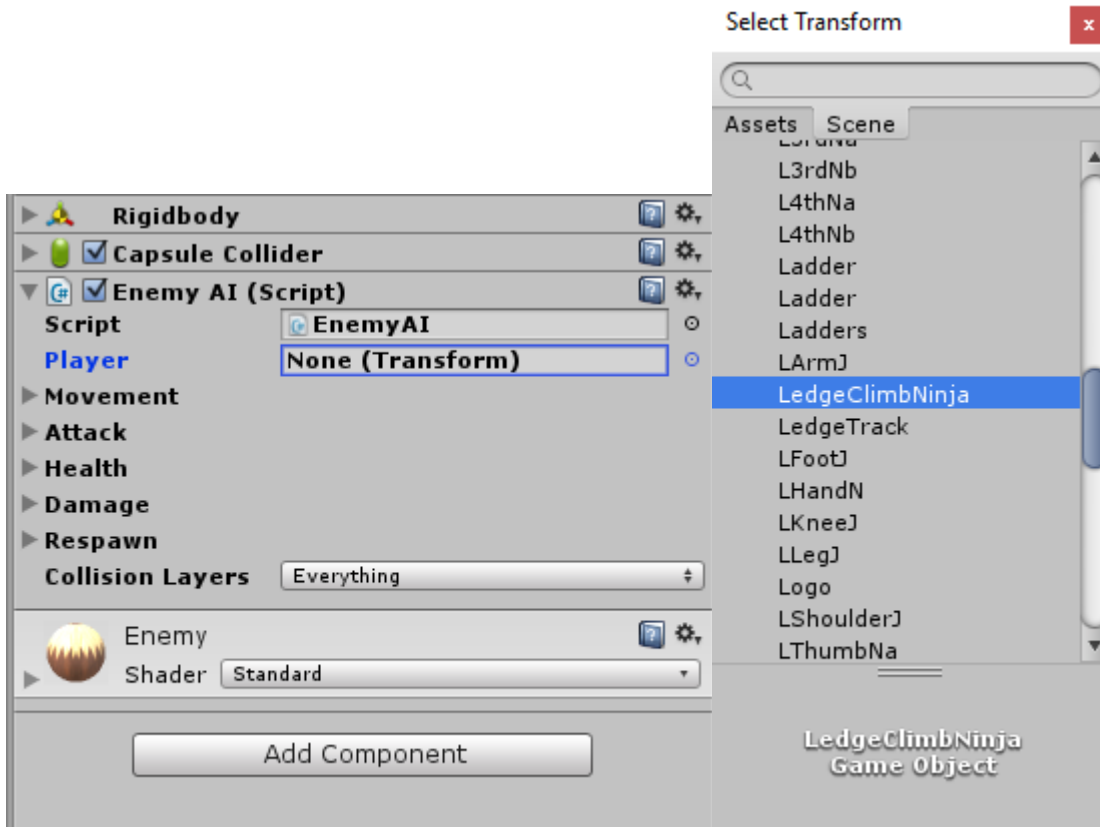 Select Transform
Assets Scene
L3rdNa
L3rdNb
L4thNa
L4thNb
Ladder
Ladder
Ladders
LArmJ
LedgeClimbNinja
LedgeTrack
LFootJ
LHandN
LKneeJ
LLegJ
Logo
LShoulderJ
LThumbNa
LedgeClimbNinja
Game Object
Rigidbody
Capsule Collider
Enemy AI (Script)
Script EnemyAI
Player None (Transform)
Movement
Attack
Health
Damage
Respawn
Collision Layers Everything
Enemy
Shader Standard
Add Component